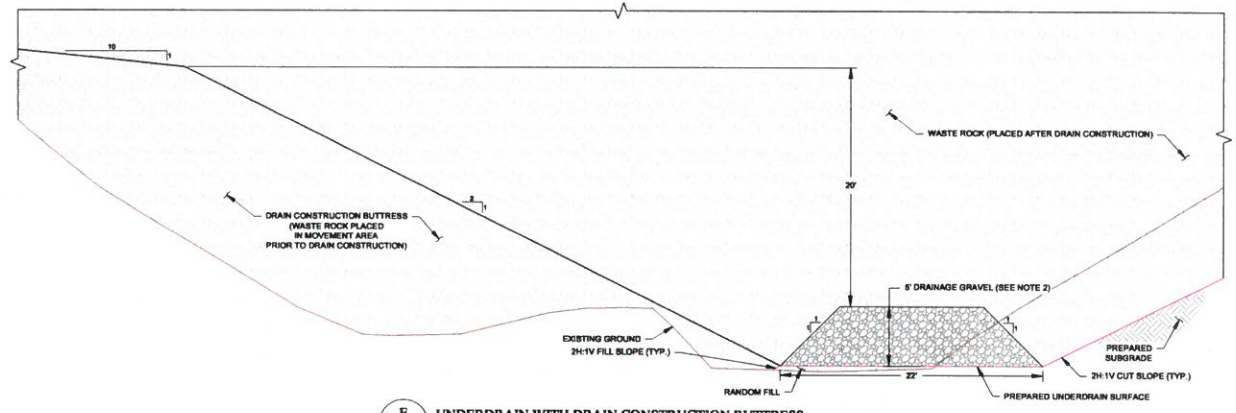 10
1
WASTE ROCK (PLACED AFTER DRAIN CONSTRUCTION)
20'
2
1
DRAIN CONSTRUCTION BUTTRESS
(WASTE ROCK PLACED
IN MOVEMENT AREA
PRIOR TO DRAIN CONSTRUCTION)
5' DRAINAGE GRAVEL (SEE NOTE 2)
1
1
1
1
EXISTING GROUND
2H:1V FILL SLOPE (TYP.)
PREPARED
SUBGRADE
22'
2H:1V CUT SLOPE (TYP.)
RANDOM FILL
PREPARED UNDERDRAIN SURFACE
UNDERDRAIN WITH DRAIN CONSTRUCTION BUTTRESS